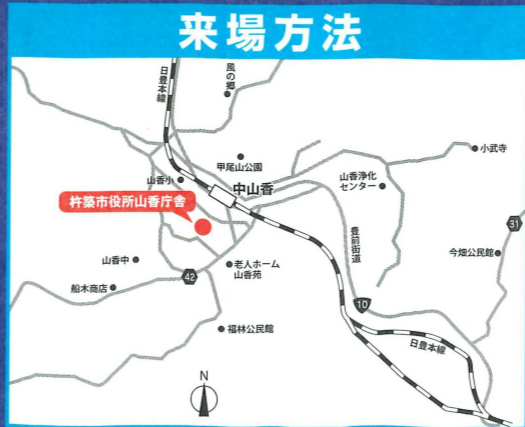 来場方法
日豊本線
風の郷
甲尾山公園
小武寺
山香小
中山香
山香浄化
センター
杵築市役所山香庁舎
豊前街道
31
山香中
老人ホーム
山香苑
今畑公民館
42
船木商店
10
福林公民館
日豊本線
N